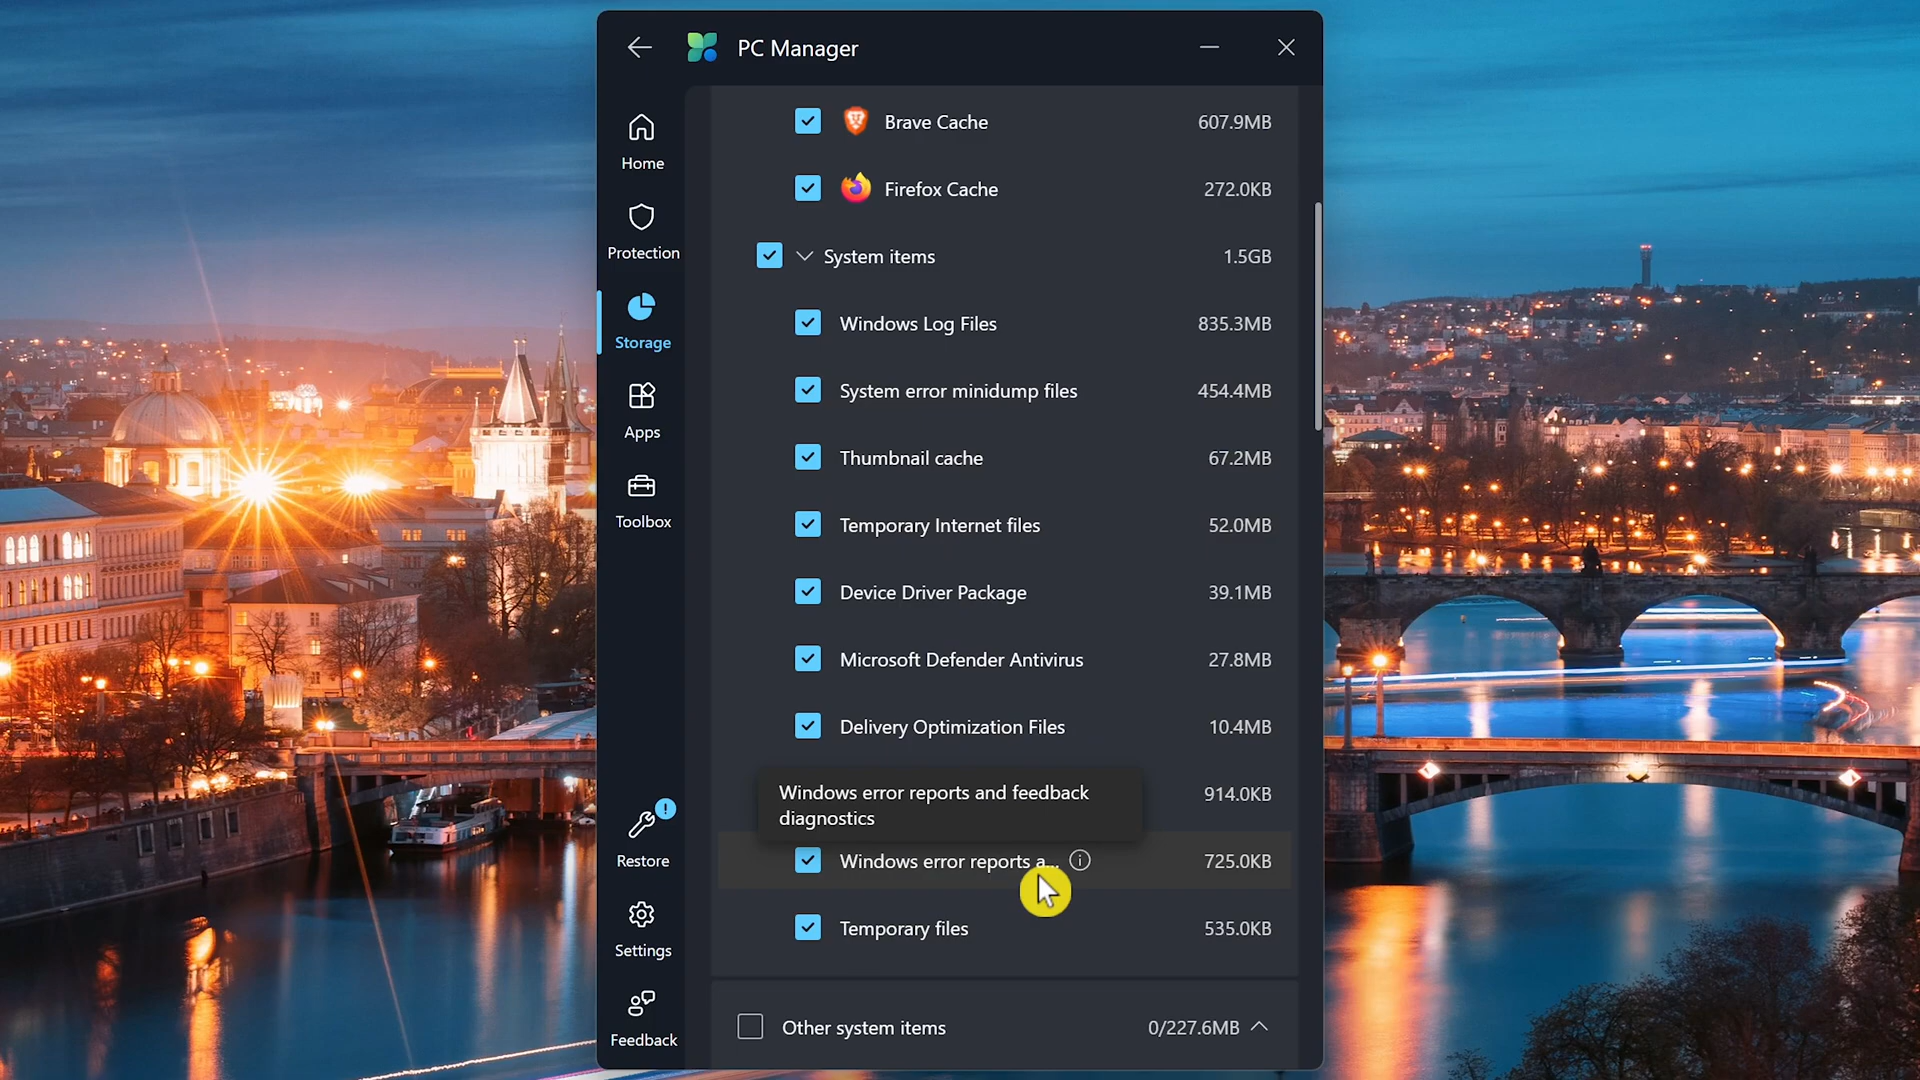 PC Manager
Home
Protection
Storage
Apps
Toolbox
Restore
Settings
Feedback
Brave Cache 607.9MB
Firefox Cache 272.0KB
System items 1.5GB
Windows Log Files 835.3MB
System error minidump files 454.4MB
Thumbnail cache 67.2MB
Temporary Internet files 52.0MB
Device Driver Package 39.1MB
Microsoft Defender Antivirus 27.8MB
Delivery Optimization Files 10.4MB
Windows error reports and feedback
diagnostics
914.0KB
Windows error reports a... 725.0KB
Temporary files 535.0KB
Other system items 0/227.6MB